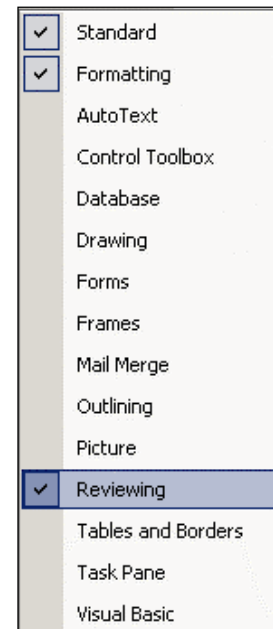 Standard
Formatting
AutoText
Control Toolbox
Database
Drawing
Forms
Frames
Mail Merge
Outlining
Picture
Reviewing
Tables and Borders
Task Pane
Visual Basic